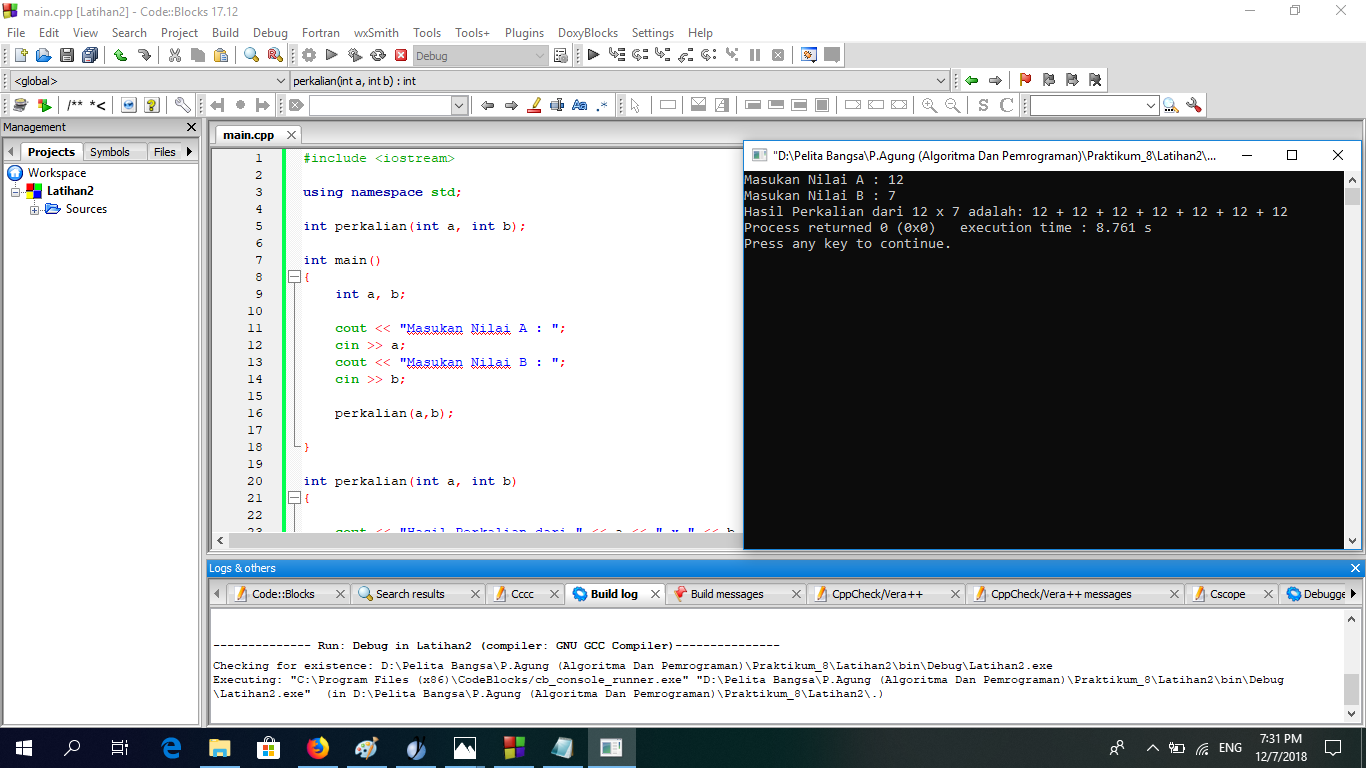 main.cpp [Latihan2] - Code::Blocks 17.12
File Edit View Search Project Build Debug Fortran wxSmith Tools Tools+ Plugins DoxyBlocks Settings Help
Debug
<global> perkalian(int a, int b) : int
/** *<
Aa .* S C
Management
Projects Symbols Files
Workspace
Latihan2
Sources
main.cpp
1 #include <iostream>
2
3 using namespace std;
4
5 int perkalian(int a, int b);
6
7 int main()
8 {
9 int a, b;
10
11 cout << "Masukan Nilai A : ";
12 cin >> a;
13 cout << "Masukan Nilai B : ";
14 cin >> b;
15
16 perkalian(a,b);
17
18 }
19
20 int perkalian(int a, int b)
21 {
22
23 cout << "Hasil Perkalian dari " << a << " x " << b
"D:\Pelita Bangsa\P.Agung (Algoritma Dan Pemrograman)\Praktikum_8\Latihan2\...
Masukan Nilai A : 12
Masukan Nilai B : 7
Hasil Perkalian dari 12 x 7 adalah: 12 + 12 + 12 + 12 + 12 + 12 + 12
Process returned 0 (0x0) execution time : 8.761 s
Press any key to continue.
Logs & others
Code::Blocks Search results Cccc Build log Build messages CppCheck/Vera++ CppCheck/Vera++ messages Cscope Debugge
-------------- Run: Debug in Latihan2 (compiler: GNU GCC Compiler)---------------
Checking for existence: D:\Pelita Bangsa\P.Agung (Algoritma Dan Pemrograman)\Praktikum_8\Latihan2\bin\Debug\Latihan2.exe
Executing: "C:\Program Files (x86)\CodeBlocks/cb_console_runner.exe" "D:\Pelita Bangsa\P.Agung (Algoritma Dan Pemrograman)\Praktikum_8\Latihan2\bin\Debug
\Latihan2.exe" (in D:\Pelita Bangsa\P.Agung (Algoritma Dan Pemrograman)\Praktikum_8\Latihan2\.)
ENG
7:31 PM
12/7/2018